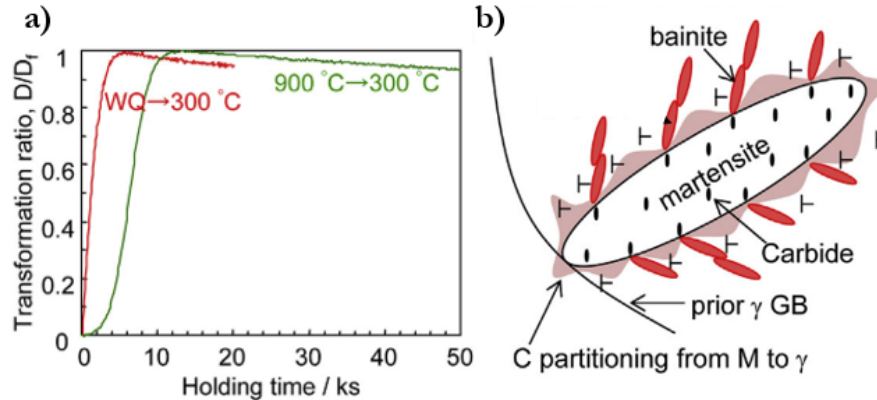 a)
Transformation ratio, D/Df
1
0.8
0.6
0.4
0.2
0
WQ→300 °C
900 °C→300 °C
0
10
20
30
40
50
Holding time / ks
b)
bainite
martensite
Carbide
prior γ GB
C partitioning from M to γ